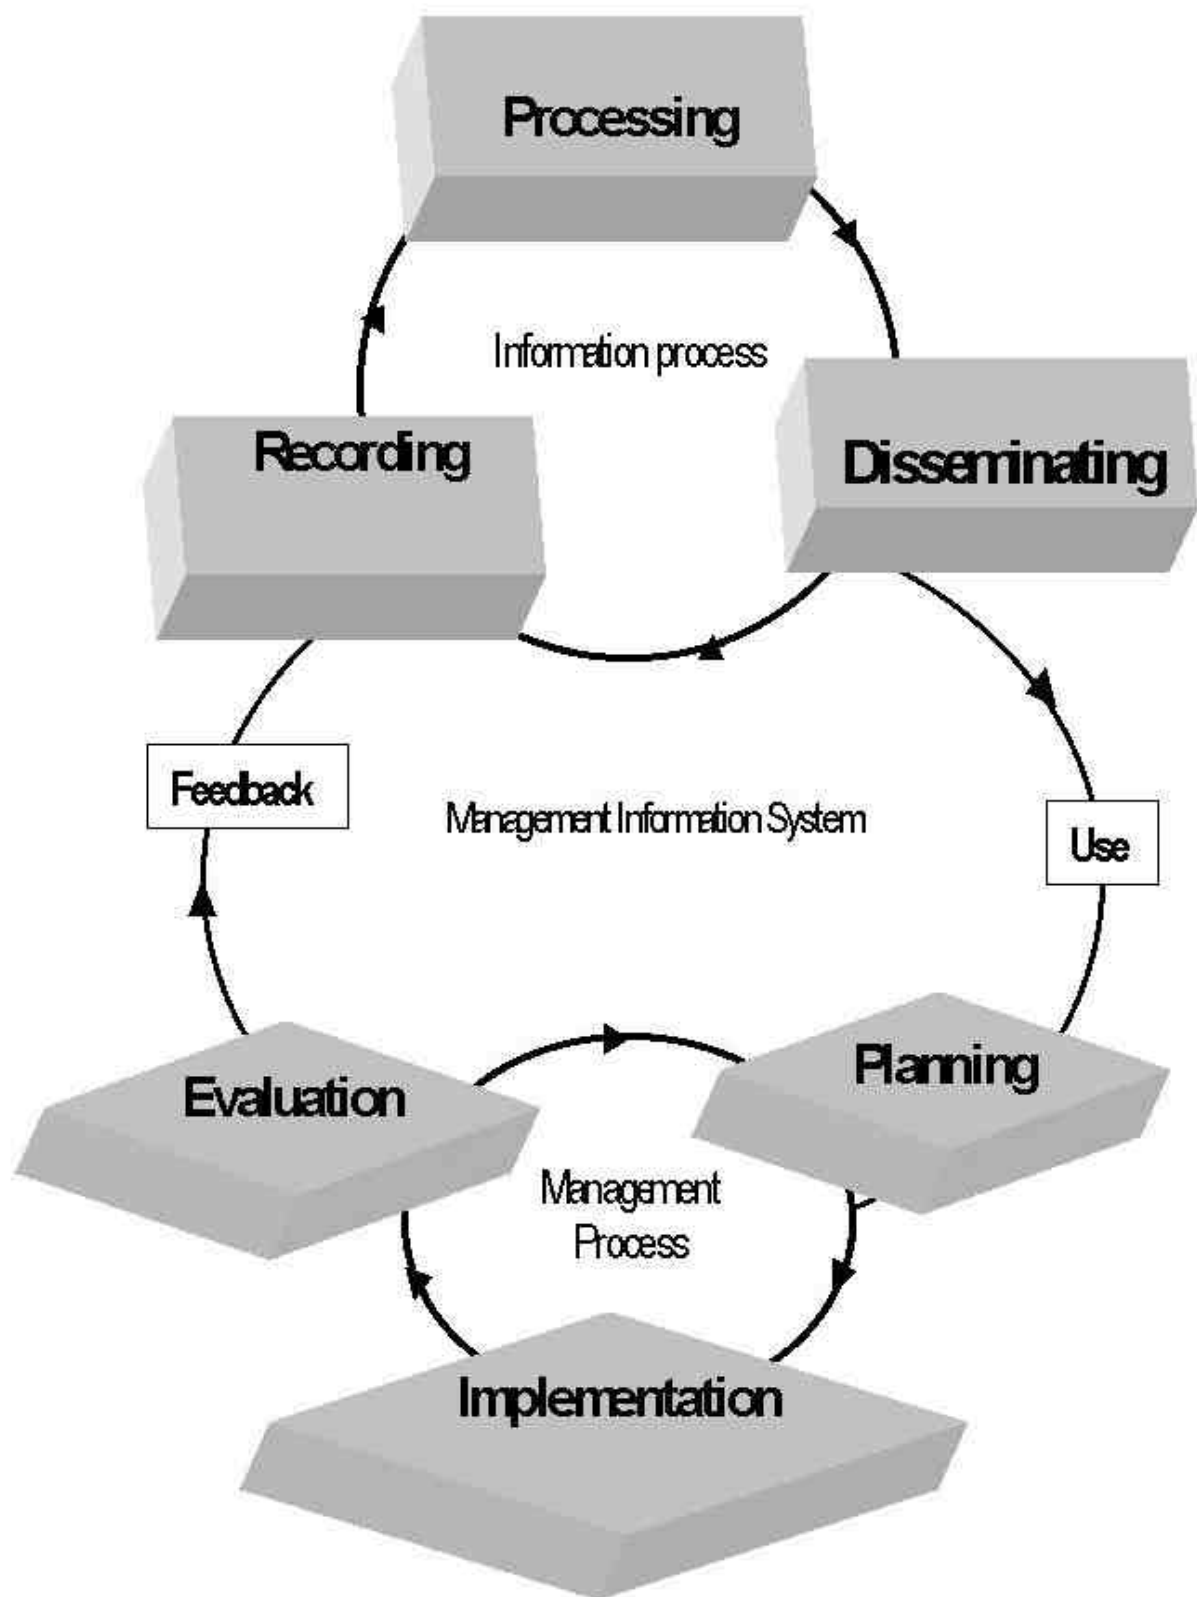 Processing
Information process
Recording
Disseminating
Feedback
Management Information System
Use
Evaluation
Planning
Management
Process
Implementation